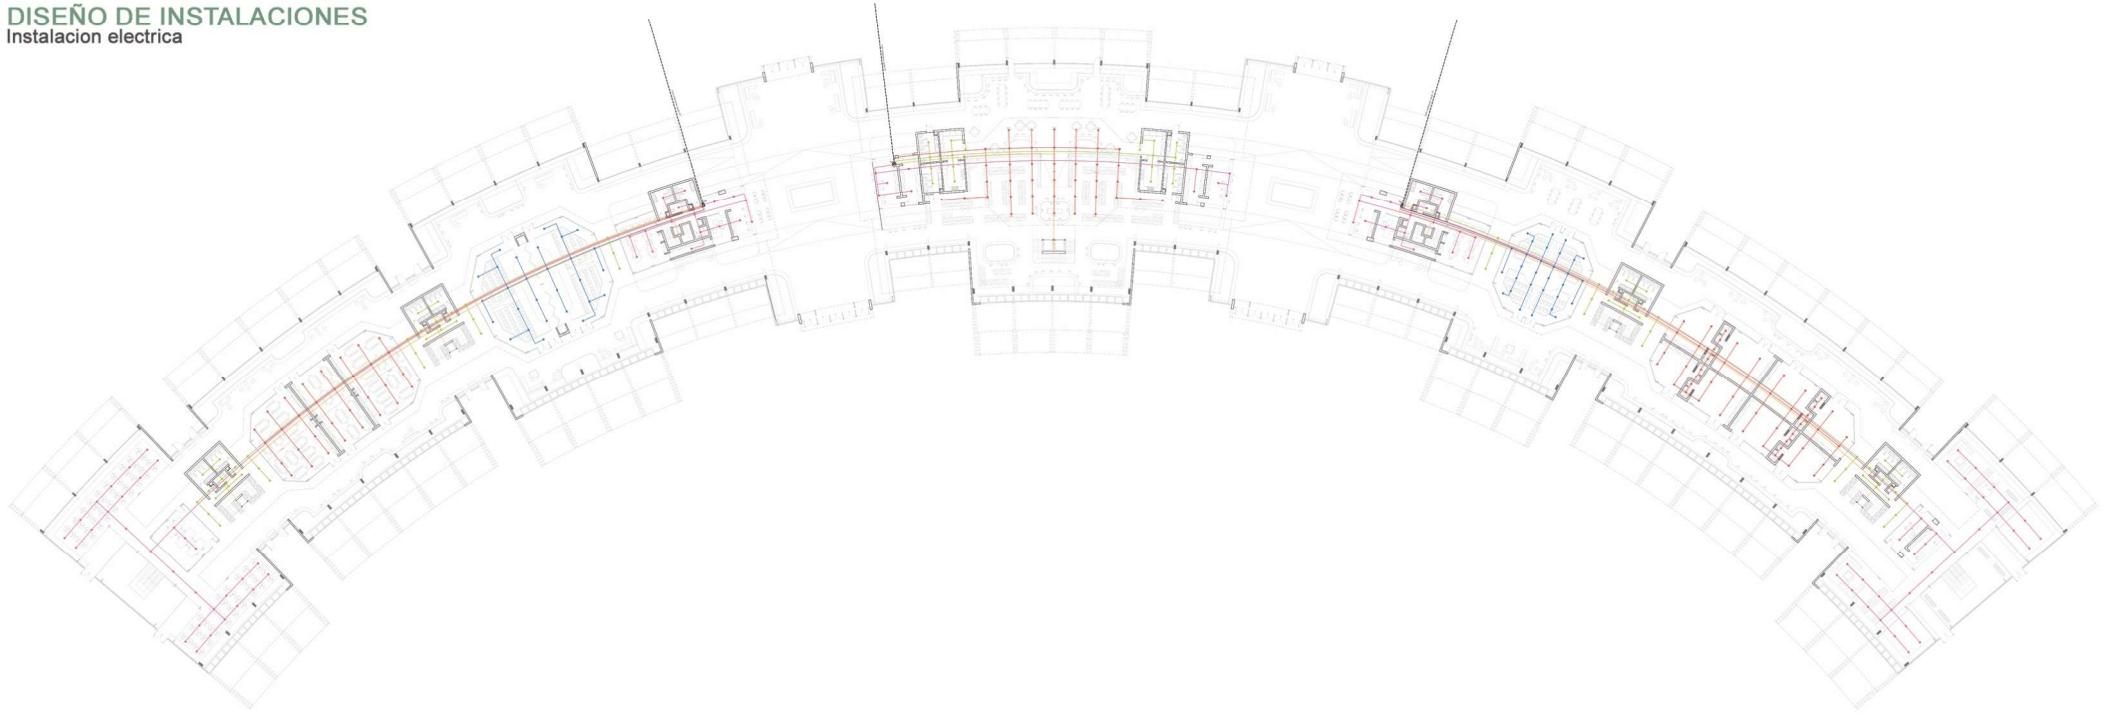 DISEÑO DE INSTALACIONES
Instalacion electrica